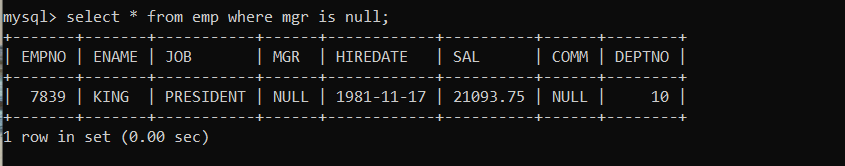 mysql> select * from emp where mgr is null;
+-------+-------+-----------+------+------------+----------+------+--------+
| EMPNO | ENAME | JOB       | MGR  | HIREDATE   | SAL      | COMM | DEPTNO |
+-------+-------+-----------+------+------------+----------+------+--------+
|  7839 | KING  | PRESIDENT | NULL | 1981-11-17 | 21093.75 | NULL |     10 |
+-------+-------+-----------+------+------------+----------+------+--------+
1 row in set (0.00 sec)